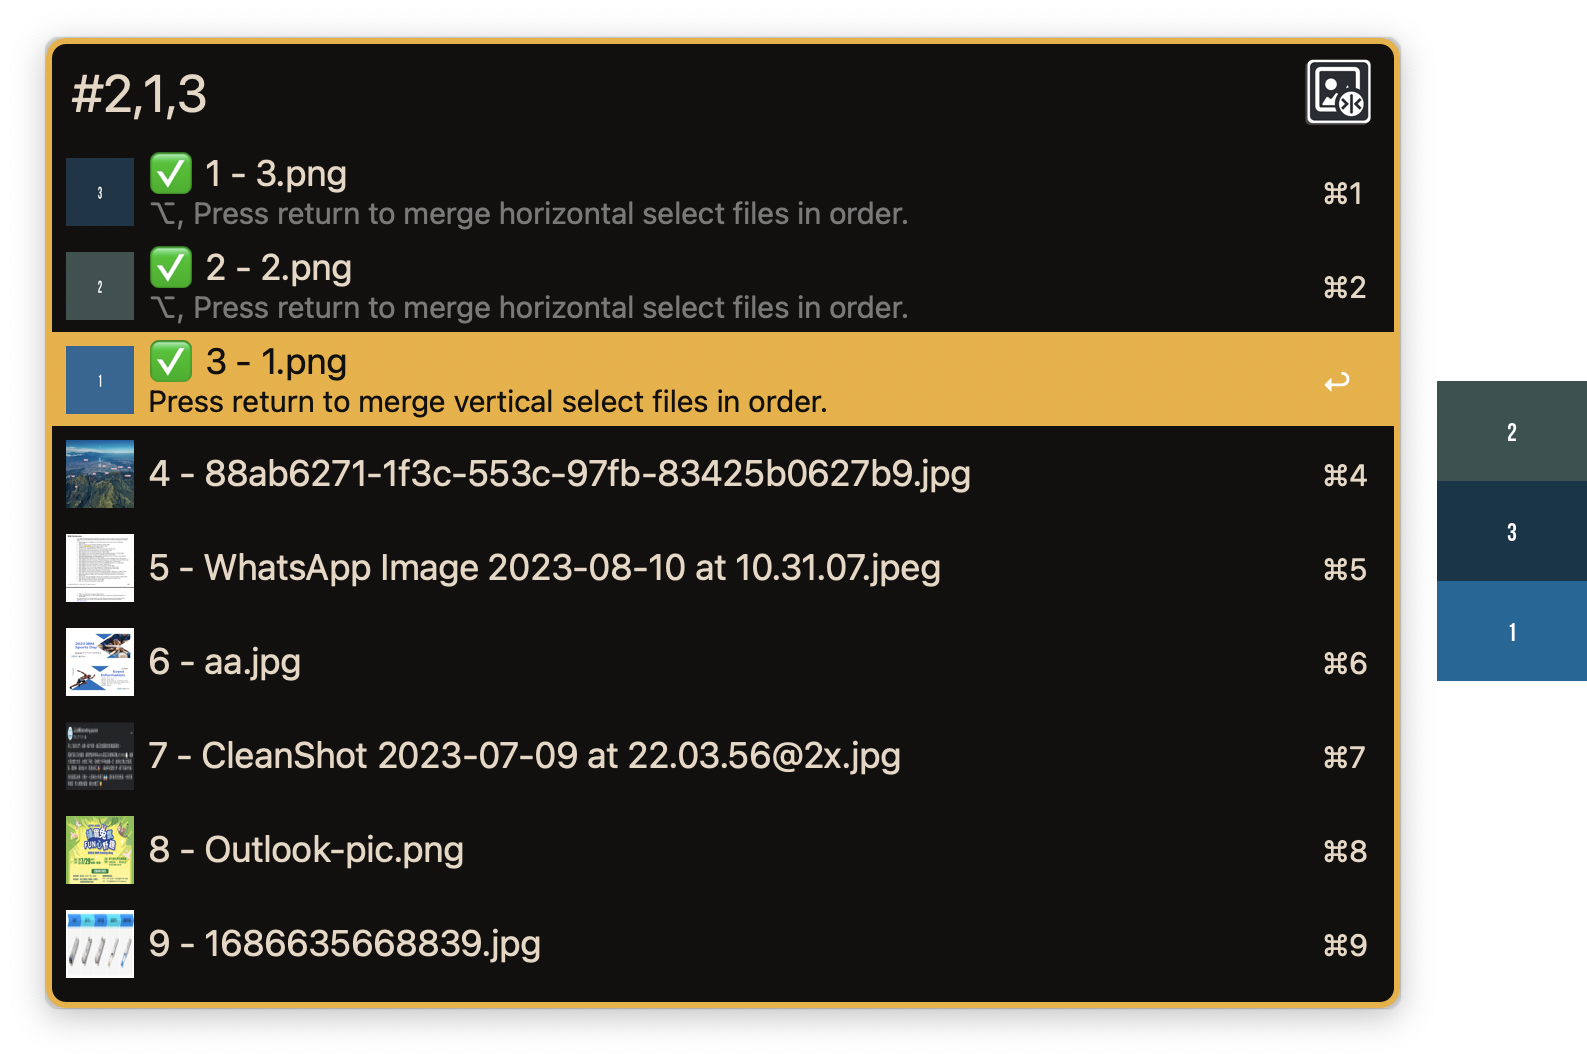 #2,1,3
3
✅ 1 - 3.png
⌥, Press return to merge horizontal select files in order.
⌘1
2
✅ 2 - 2.png
⌥, Press return to merge horizontal select files in order.
⌘2
1
✅ 3 - 1.png
Press return to merge vertical select files in order.
↩
4 - 88ab6271-1f3c-553c-97fb-83425b0627b9.jpg
⌘4
5 - WhatsApp Image 2023-08-10 at 10.31.07.jpeg
⌘5
6 - aa.jpg
⌘6
7 - CleanShot 2023-07-09 at 22.03.56@2x.jpg
⌘7
8 - Outlook-pic.png
⌘8
9 - 1686635668839.jpg
⌘9
2
3
1